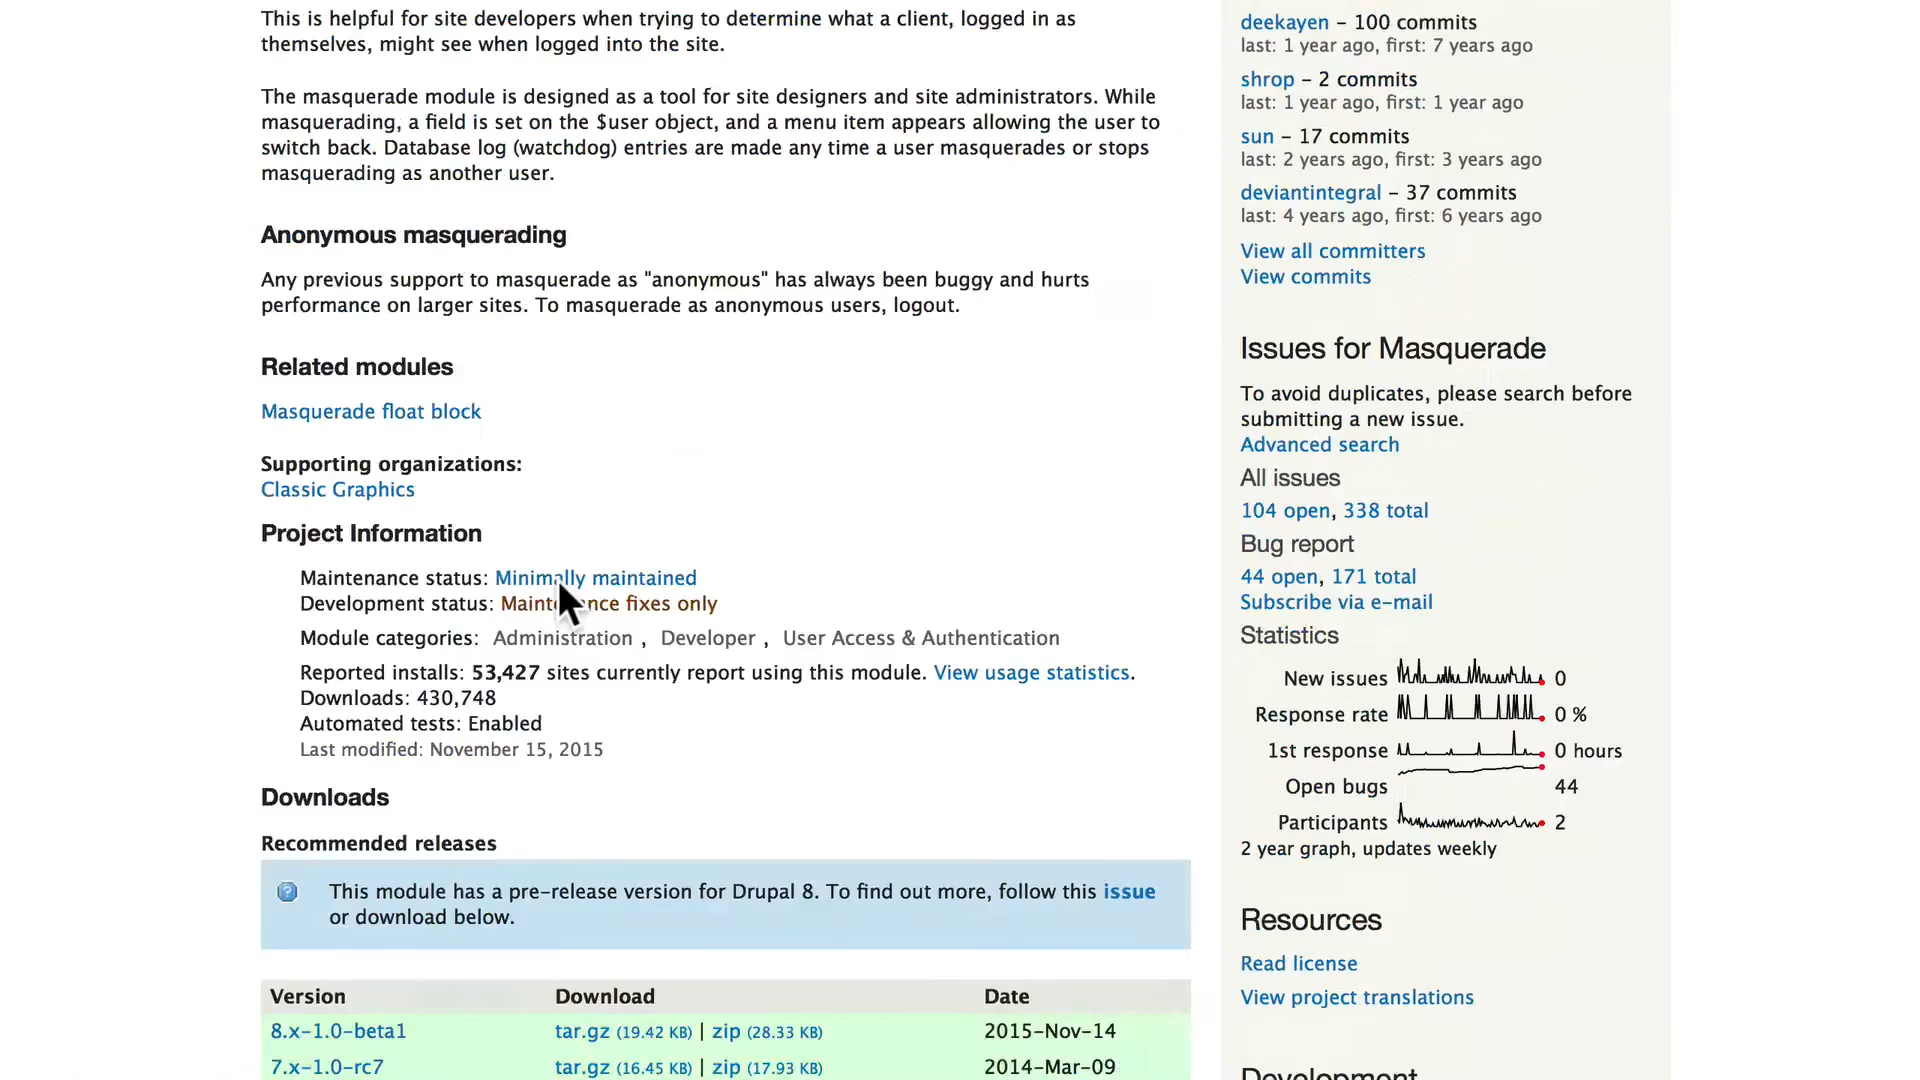 This is helpful for site developers when trying to determine what a client, logged in as
themselves, might see when logged into the site.
The masquerade module is designed as a tool for site designers and site administrators. While
masquerading, a field is set on the $user object, and a menu item appears allowing the user to
switch back. Database log (watchdog) entries are made any time a user masquerades or stops
masquerading as another user.
Anonymous masquerading
Any previous support to masquerade as "anonymous" has always been buggy and hurts
performance on larger sites. To masquerade as anonymous users, logout.
Related modules
Masquerade float block
Supporting organizations:
Classic Graphics
Project Information
Maintenance status: Minimally maintained
Development status: Maintenance fixes only
Module categories: Administration , Developer , User Access & Authentication
Reported installs: 53,427 sites currently report using this module. View usage statistics.
Downloads: 430,748
Automated tests: Enabled
Last modified: November 15, 2015
Downloads
Recommended releases
This module has a pre-release version for Drupal 8. To find out more, follow this issue
or download below.
Version Download Date
8.x-1.0-beta1 tar.gz (19.42 KB) | zip (28.33 KB) 2015-Nov-14
7.x-1.0-rc7 tar.gz (16.45 KB) | zip (17.93 KB) 2014-Mar-09
deekayen – 100 commits
last: 1 year ago, first: 7 years ago
shrop – 2 commits
last: 1 year ago, first: 1 year ago
sun – 17 commits
last: 2 years ago, first: 3 years ago
deviantintegral – 37 commits
last: 4 years ago, first: 6 years ago
View all committers
View commits
Issues for Masquerade
To avoid duplicates, please search before
submitting a new issue.
Advanced search
All issues
104 open, 338 total
Bug report
44 open, 171 total
Subscribe via e-mail
Statistics
New issues 0
Response rate 0 %
1st response 0 hours
Open bugs 44
Participants 2
2 year graph, updates weekly
Resources
Read license
View project translations
Development